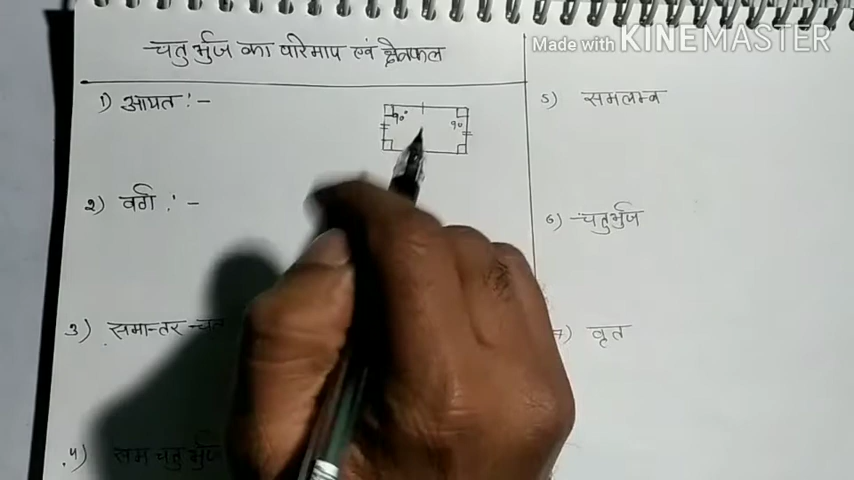 Made with KINEMASTER
चतुर्भुज का परिमाप एवं क्षेत्रफल
1) आयत :-
90°
90
2) वर्ग :-
3) समान्तर चतु
4) सम चतुर्भुज
5) समलम्ब
6) चतुर्भुज
7) वृत